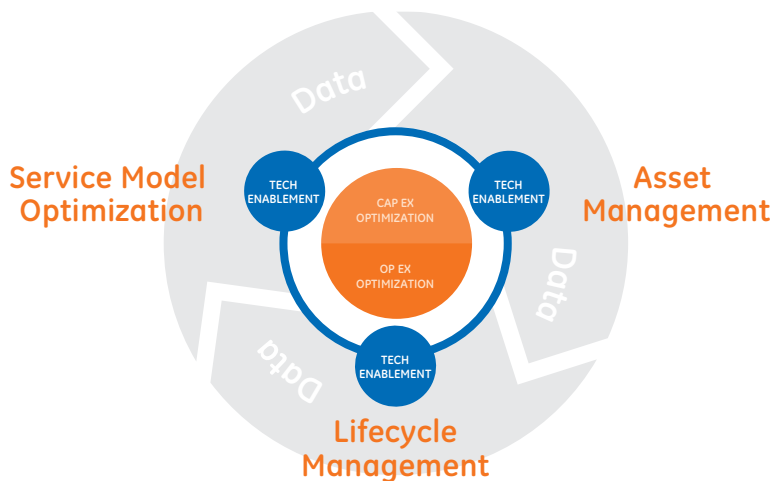 Data
Service Model
Optimization
TECH
ENABLEMENT
CAP EX
OPTIMIZATION
OP EX
OPTIMIZATION
TECH
ENABLEMENT
Asset
Management
Data
Data
TECH
ENABLEMENT
Lifecycle
Management